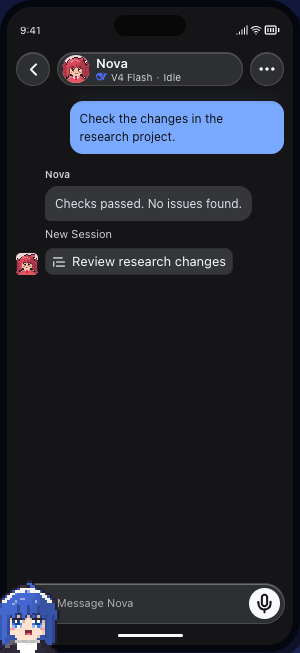 9:41
Nova
V4 Flash · Idle
Check the changes in the
research project.
Nova
Checks passed. No issues found.
New Session
Review research changes
Message Nova